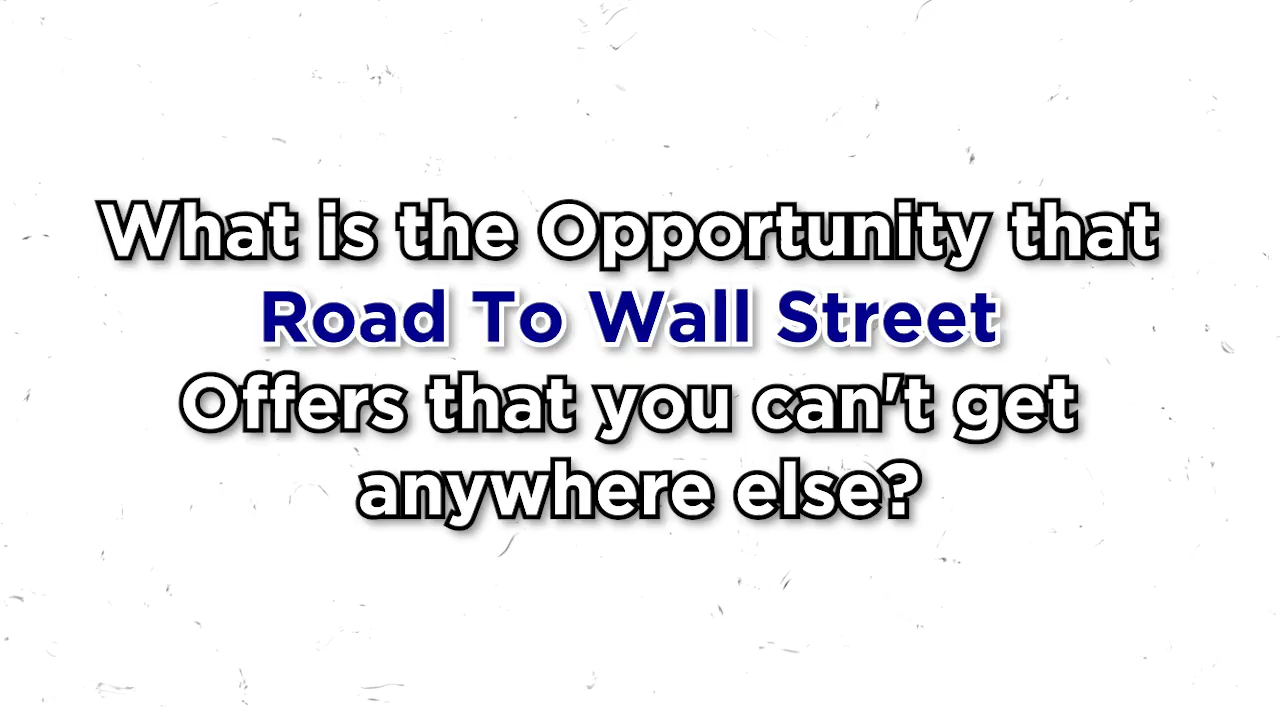 What is the Opportunity that
Road To Wall Street
Offers that you can't get
anywhere else?